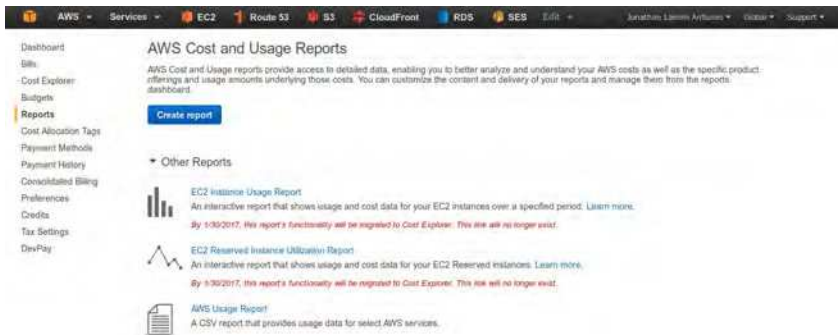 AWS Services EC2 Route 53 S3 CloudFront RDS SES Edit Global Support
Dashboard
Bills
Cost Explorer
Budgets
Reports
Cost Allocation Tags
Payment Methods
Payment History
Consolidated Billing
Preferences
Credits
Tax Settings
DevPay
AWS Cost and Usage Reports
AWS Cost and Usage reports provide access to detailed data, enabling you to better analyze and understand your AWS costs as well as the specific product
offerings and usage amounts underlying those costs. You can customize the content and delivery of your reports and manage them from the reports
dashboard.
Create report
Other Reports
EC2 Instance Usage Report
An interactive report that shows usage and cost data for your EC2 instances over a specified period. Learn more.
By 1/30/2017, this report's functionality will be migrated to Cost Explorer. This link will no longer exist.
EC2 Reserved Instance Utilization Report
An interactive report that shows usage and cost data for your EC2 Reserved Instances. Learn more.
By 1/30/2017, this report's functionality will be migrated to Cost Explorer. This link will no longer exist.
AWS Usage Report
A CSV report that provides usage data for select AWS services.